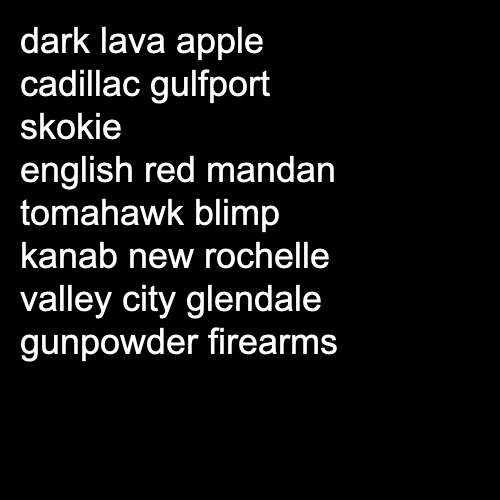 dark lava apple
cadillac gulfport
skokie
english red mandan
tomahawk blimp
kanab new rochelle
valley city glendale
gunpowder firearms